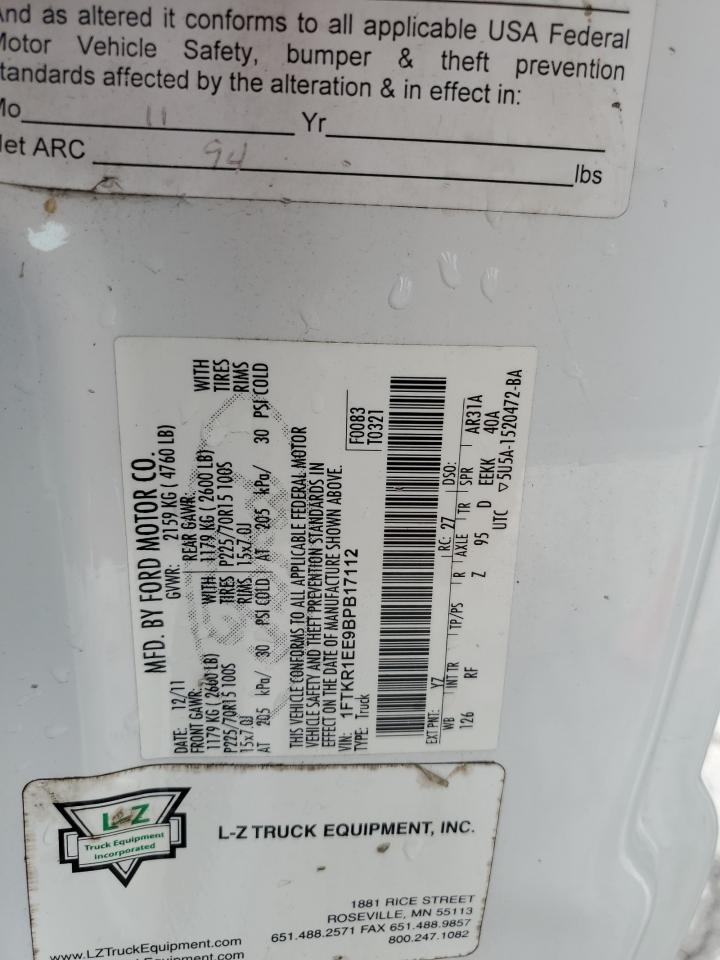 And as altered it conforms to all applicable USA Federal
Motor Vehicle Safety, bumper & theft prevention
standards affected by the alteration & in effect in:
Mo 11 Yr
Net ARC 94 lbs
MFD. BY FORD MOTOR CO.
DATE: 12/11 GVWR: 2159 KG ( 4760 LB)
FRONT GAWR: REAR GAWR:
1179 KG ( 2600 LB) WITH 1179 KG ( 2600 LB) WITH
P225/70R15 100S TIRES P225/70R15 100S TIRES
15x7.0J RIMS 15x7.0J RIMS
AT 205 kPa/ 30 PSI COLD AT 205 kPa/ 30 PSI COLD
THIS VEHICLE CONFORMS TO ALL APPLICABLE FEDERAL MOTOR
VEHICLE SAFETY AND THEFT PREVENTION STANDARDS IN
EFFECT ON THE DATE OF MANUFACTURE SHOWN ABOVE.
VIN: 1FTKR1EE9BPB17112 F0083
TYPE: Truck T0321
EXT PNT: YZ RC: 27 DSO:
WB INT TR TP/PS R AXLE TR SPR AR31A
126 RF Z 95 D EEKK 40A
UTC ▽5U5A-1520472-BA
L-Z
Truck Equipment
Incorporated
L-Z TRUCK EQUIPMENT, INC.
1881 RICE STREET
ROSEVILLE, MN 55113
651.488.2571 FAX 651.488.9857
800.247.1082
www.LZTruckEquipment.com